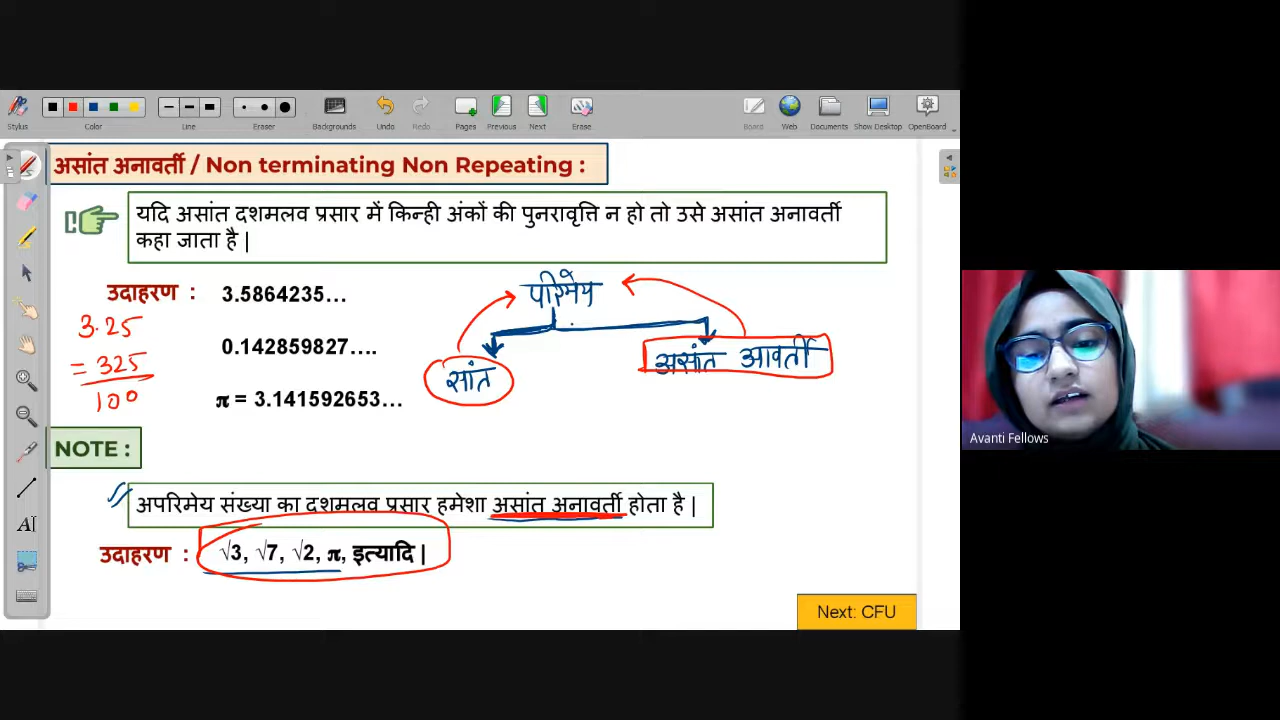 Stylus Color Line Eraser Backgrounds Undo Redo Pages Previous Next Erase Board Web Documents Show Desktop OpenBoard
असांत अनावर्ती / Non terminating Non Repeating :
यदि असांत दशमलव प्रसार में किन्ही अंकों की पुनरावृत्ति न हो तो उसे असांत अनावर्ती
कहा जाता है |
उदाहरण : 3.5864235...
परिमेय
3.25
= 325
100
0.142859827....
सांत
असांत आवर्ती
π = 3.141592653...
NOTE :
अपरिमेय संख्या का दशमलव प्रसार हमेशा असांत अनावर्ती होता है |
उदाहरण : √3, √7, √2, π, इत्यादि |
Next: CFU
Avanti Fellows